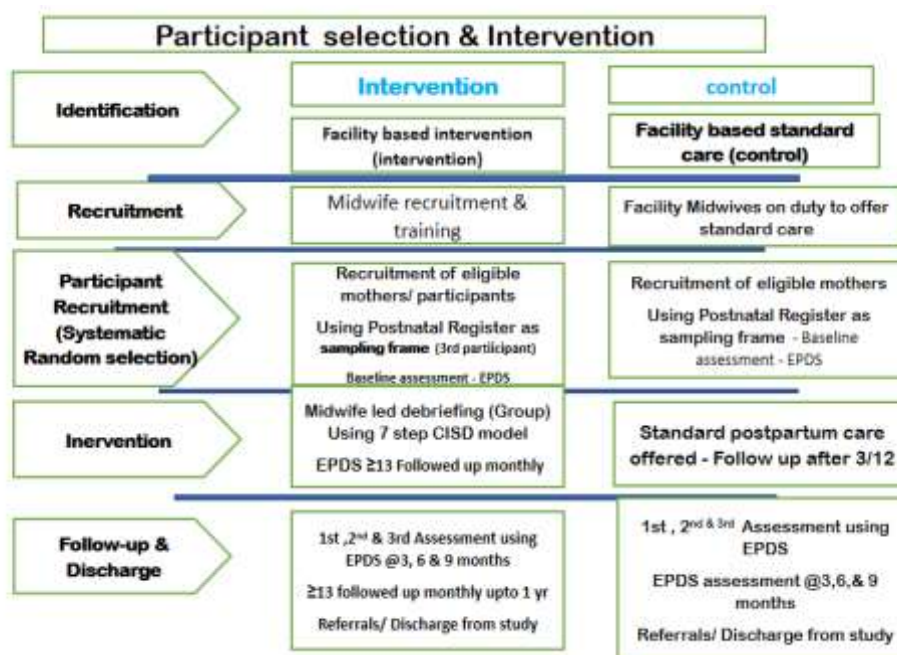 Participant selection & Intervention
Identification
Intervention
control
Facility based intervention
(intervention)
Facility based standard
care (control)
Recruitment
Midwife recruitment &
training
Facility Midwives on duty to offer
standard care
Participant
Recruitment
(Systematic
Random selection)
Recruitment of eligible
mothers/ participants
Using Postnatal Register as
sampling frame (3rd partiicipant)
Baseline assessment - EPDS
Recruitment of eligible mothers
Using Postnatal Register as
sampling frame - Baseline
assessment - EPDS
Inervention
Midwife led debriefing (Group)
Using 7 step CISD model
EPDS ≥13 Followed up monthly
Standard postpartum care
offered - Follow up after 3/12
Follow-up &
Discharge
1st ,2nd & 3rd Assessment using
EPDS @3, 6 & 9 months
≥13 followed up monthly upto 1 yr
Referrals/ Discharge from study
1st , 2nd & 3rd Assessment using
EPDS
EPDS assessment @3,6,& 9
months
Referrals/ Discharge from study